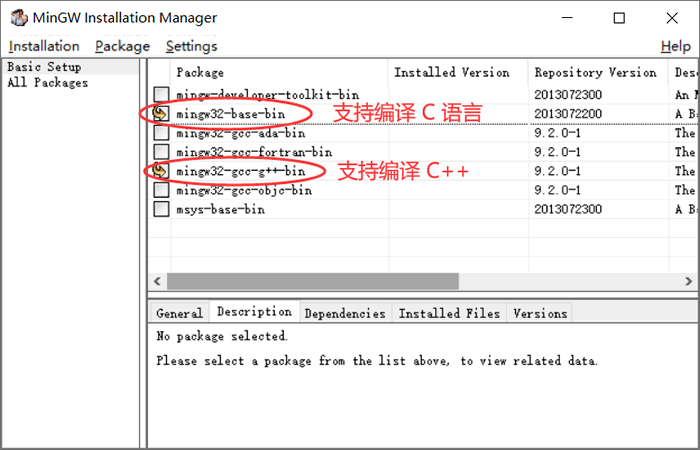 MinGW Installation Manager
Installation Package Settings Help
Basic Setup
All Packages
Package Installed Version Repository Version Des
mingw-developer-toolkit-bin 2013072300 An M
mingw32-base-bin 支持编译 C 语言 2013072200 A Ba
mingw32-gcc-ada-bin 9.2.0-1 The
mingw32-gcc-fortran-bin 9.2.0-1 The
mingw32-gcc-g++-bin 支持编译 C++ 9.2.0-1 The
mingw32-gcc-objc-bin 9.2.0-1 The
msys-base-bin 2013072300 A Ba
General Description Dependencies Installed Files Versions
No package selected.
Please select a package from the list above, to view related data.